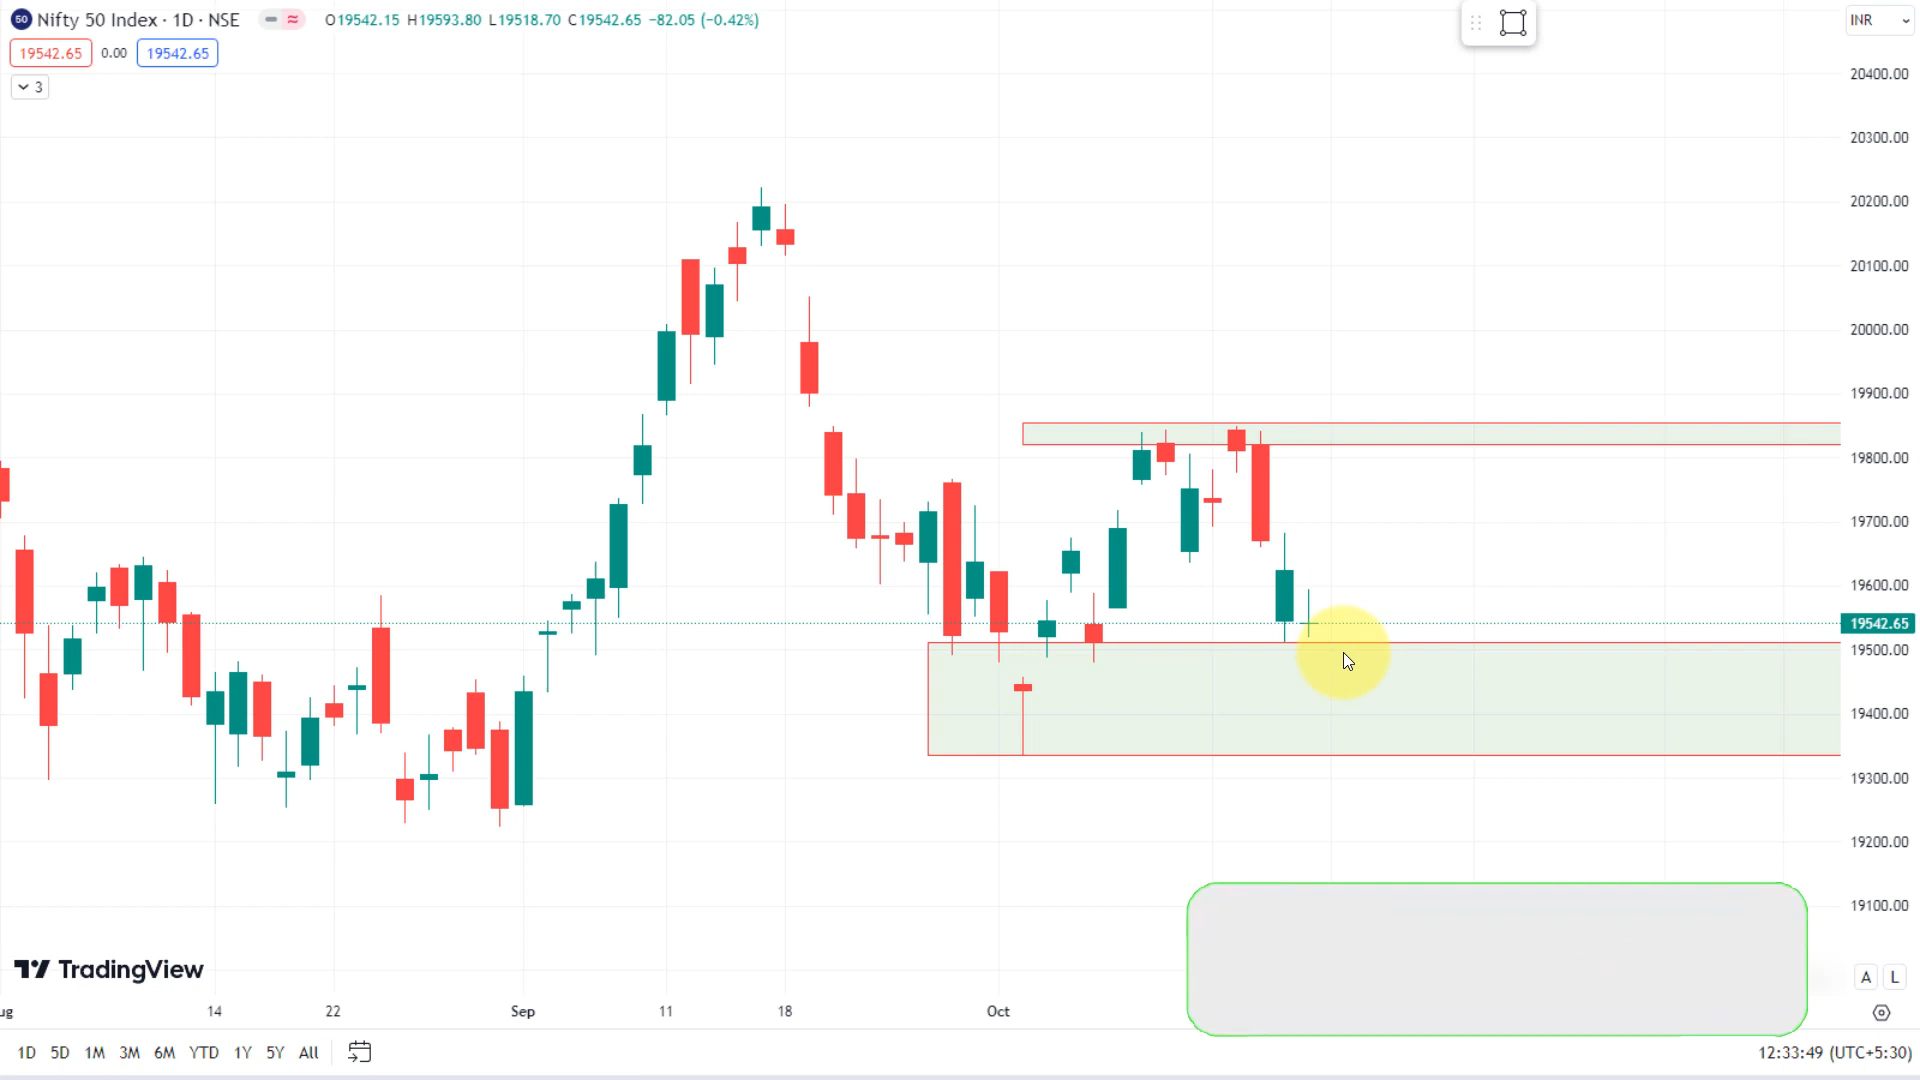 50 Nifty 50 Index · 1D · NSE O19542.15 H19593.80 L19518.70 C19542.65 −82.05 (−0.42%)
INR
19542.65 0.00 19542.65
3
20400.00
20300.00
20200.00
20100.00
20000.00
19900.00
19800.00
19700.00
19600.00
19542.65
19500.00
19400.00
19300.00
19200.00
19100.00
TradingView
A L
ug 14 22 Sep 11 18 Oct
1D 5D 1M 3M 6M YTD 1Y 5Y All
12:33:49 (UTC+5:30)